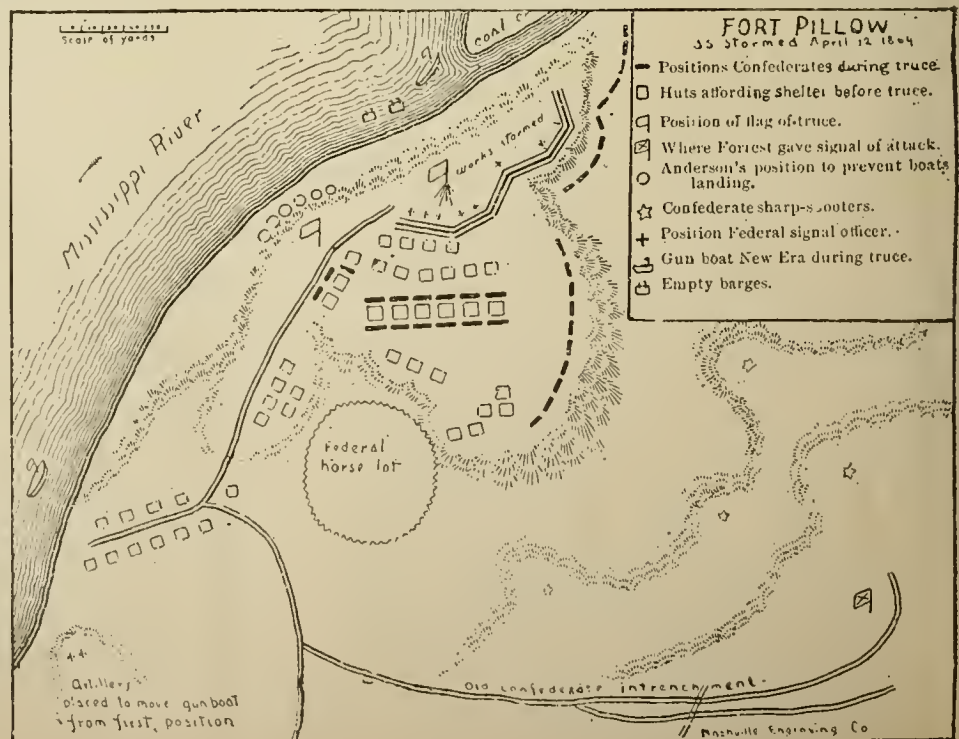 Scale of yards
Mississippi River
works stormed
Federal
horse lot
Artillery
placed to move gunboat
from first, position
Old Confederate intrenchment.
Nashville Engraving Co
FORT PILLOW
as Stormed April 12 1864
Positions Confederates during truce
Huts affording shelter before truce.
Position of flag of truce.
Where Forrest gave signal of attack.
Anderson's position to prevent boats
landing.
Confederate sharp-shooters.
Position Federal signal officer.
Gun boat New Era during truce.
Empty barges.